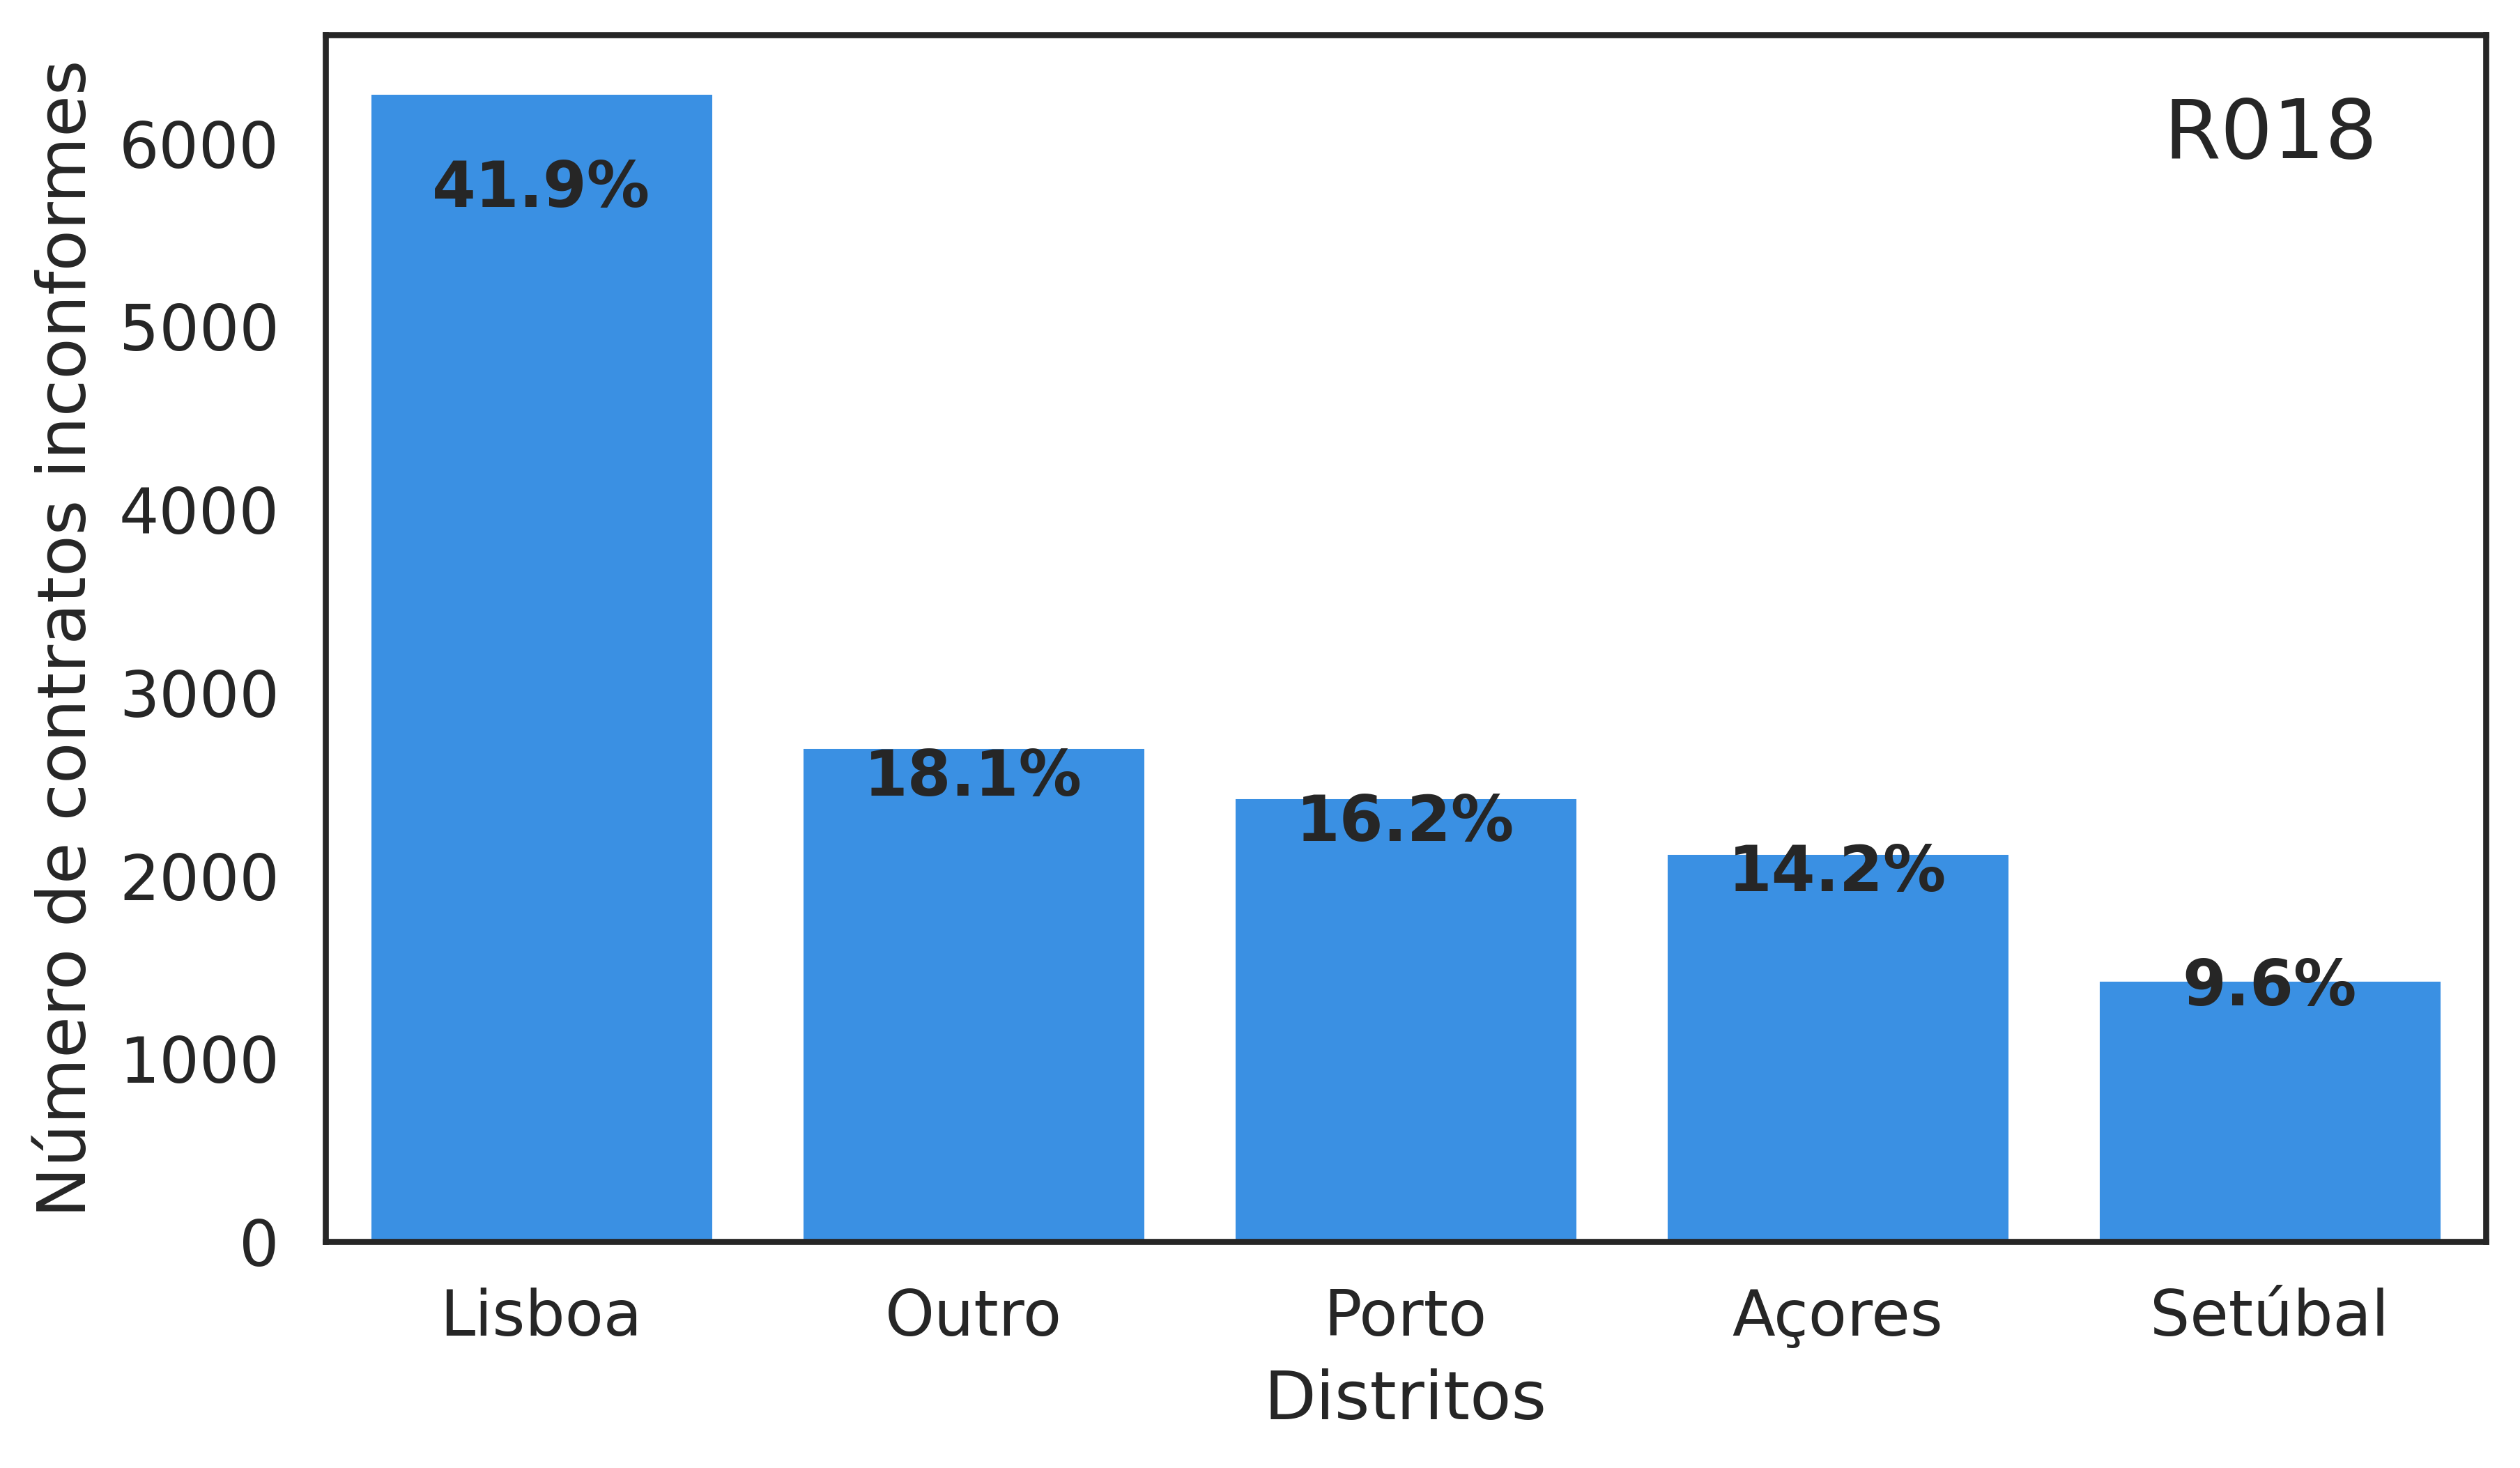 R018
Número de contratos inconformes
6000
5000
4000
3000
2000
1000
0
41.9%
18.1%
16.2%
14.2%
9.6%
Lisboa
Outro
Porto
Açores
Setúbal
Distritos